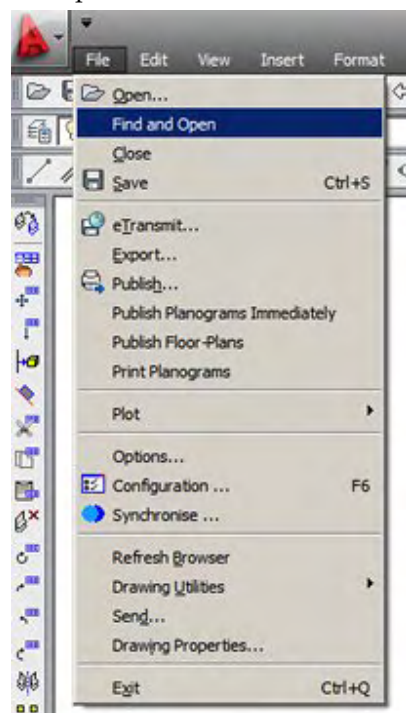 File Edit View Insert Format
Open...
Find and Open
Close
Save Ctrl+S
eTransmit...
Export...
Publish...
Publish Planograms Immediately
Publish Floor-Plans
Print Planograms
Plot
Options...
Configuration ... F6
Synchronise ...
Refresh Browser
Drawing Utilities
Send...
Drawing Properties...
Exit Ctrl+Q